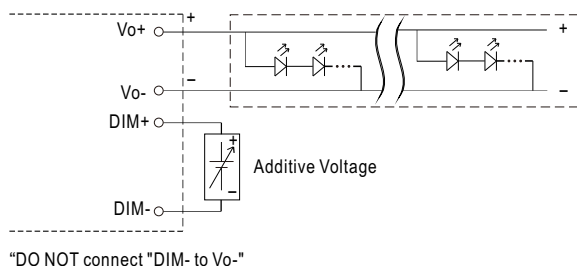 Vo+
+
+
Vo-
−
−
DIM+
+
Additive Voltage
−
DIM-
“DO NOT connect "DIM- to Vo-"